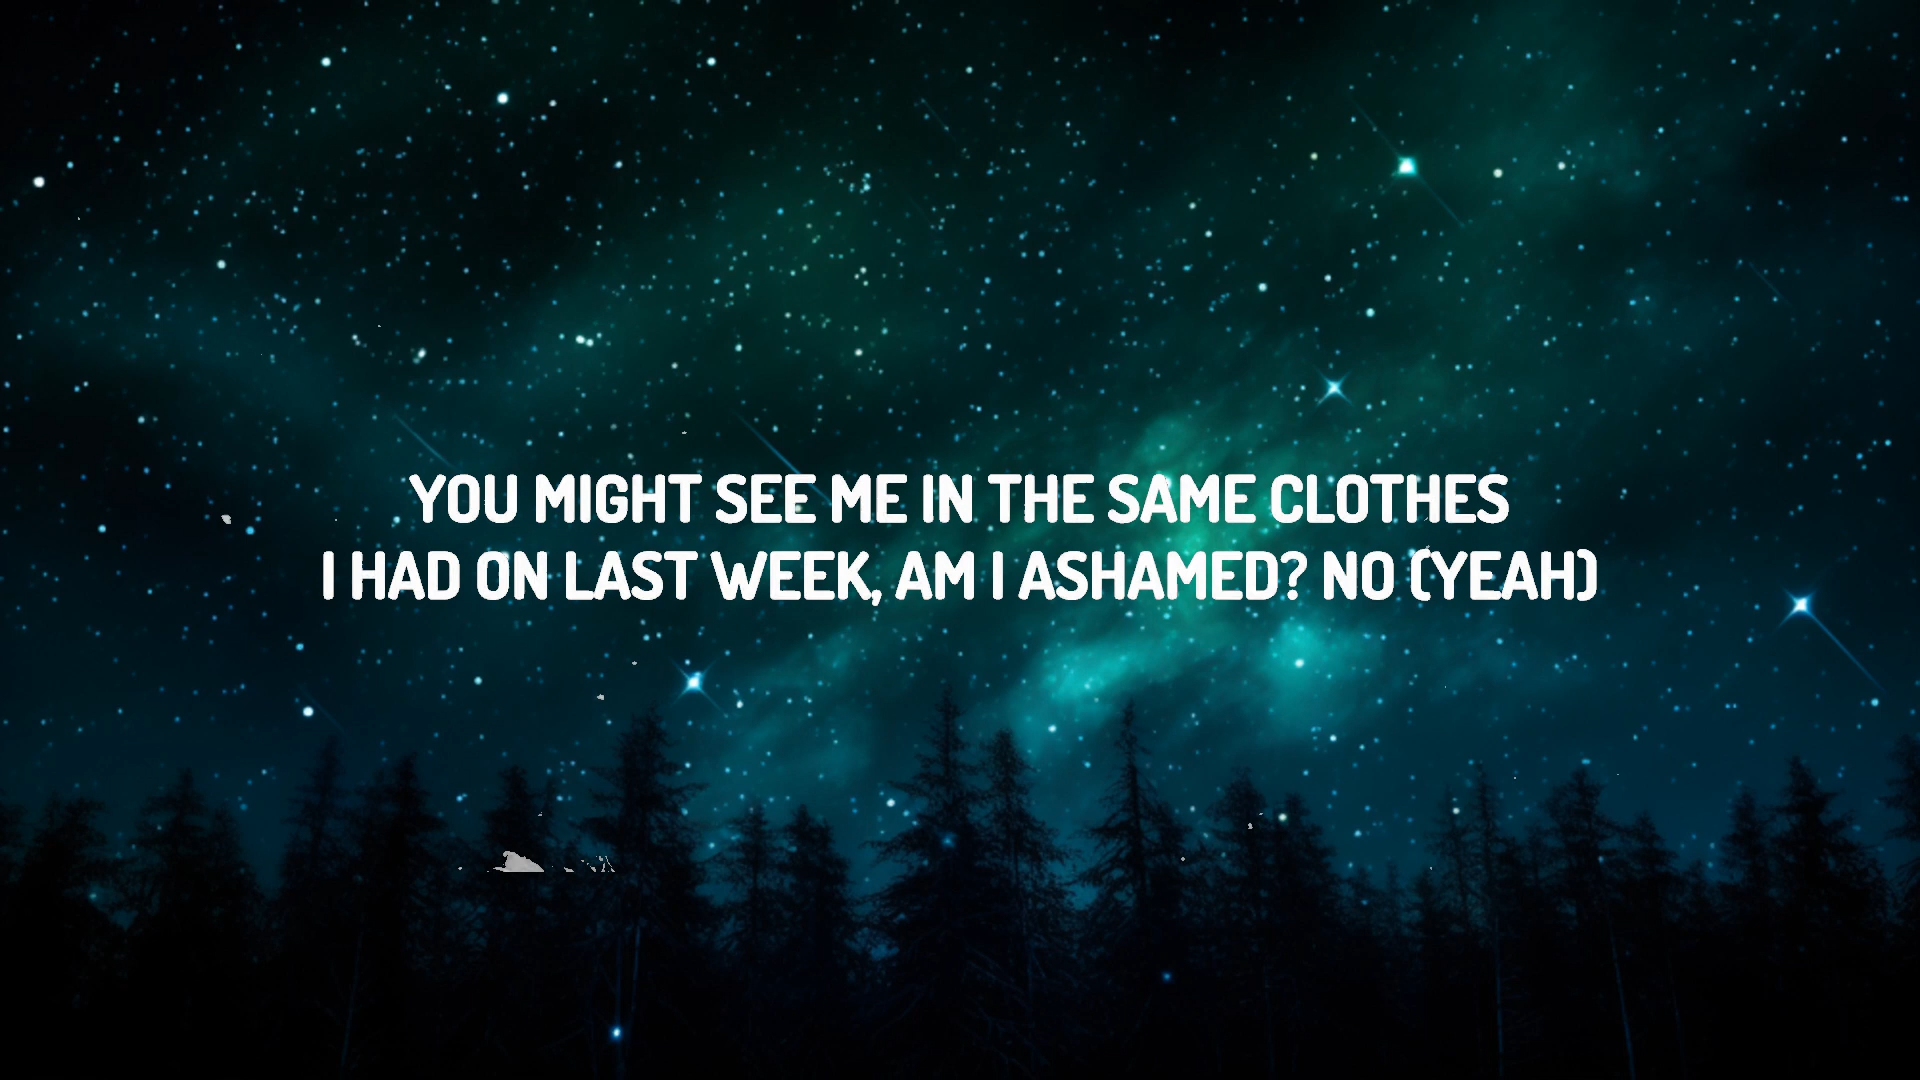 YOU MIGHT SEE ME IN THE SAME CLOTHES
I HAD ON LAST WEEK, AM I ASHAMED? NO (YEAH)